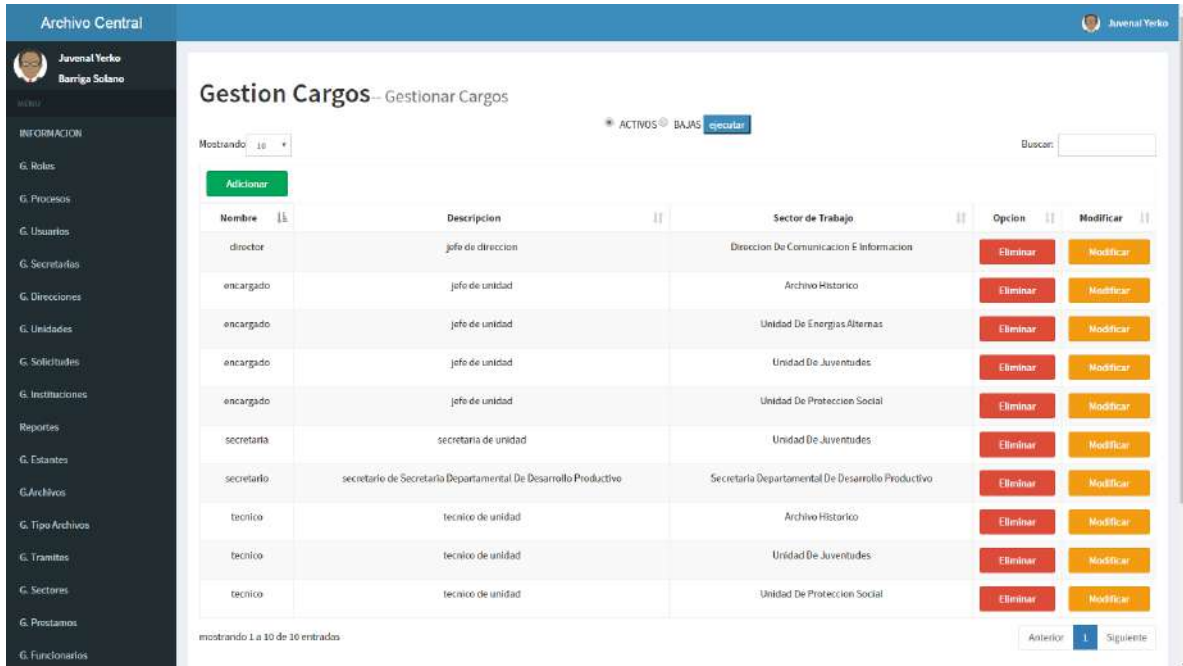 Archivo Central
Juvenal Yerko
Juvenal Yerko
Barriga Solano
MENU
INFORMACION
G. Roles
G. Procesos
G. Usuarios
G. Secretarias
G. Direcciones
G. Unidades
G. Solicitudes
G. Instituciones
Reportes
G. Estantes
G.Archivos
G. Tipo Archivos
G. Tramites
G. Sectores
G. Prestamos
G. Funcionarios
Gestion Cargos-- Gestionar Cargos
ACTIVOS BAJAS ejecutar
Mostrando 10 Buscar:
Adicionar
Nombre Descripcion Sector de Trabajo Opcion Modificar
director jefe de direccion Direccion De Comunicacion E Informacion Eliminar Modificar
encargado jefe de unidad Archivo Historico Eliminar Modificar
encargado jefe de unidad Unidad De Energias Alternas Eliminar Modificar
encargado jefe de unidad Unidad De Juventudes Eliminar Modificar
encargado jefe de unidad Unidad De Proteccion Social Eliminar Modificar
secretaria secretaria de unidad Unidad De Juventudes Eliminar Modificar
secretario secretario de Secretaria Departamental De Desarrollo Productivo Secretaria Departamental De Desarrollo Productivo Eliminar Modificar
tecnico tecnico de unidad Archivo Historico Eliminar Modificar
tecnico tecnico de unidad Unidad De Juventudes Eliminar Modificar
tecnico tecnico de unidad Unidad De Proteccion Social Eliminar Modificar
mostrando 1 a 10 de 10 entradas Anterior 1 Siguiente